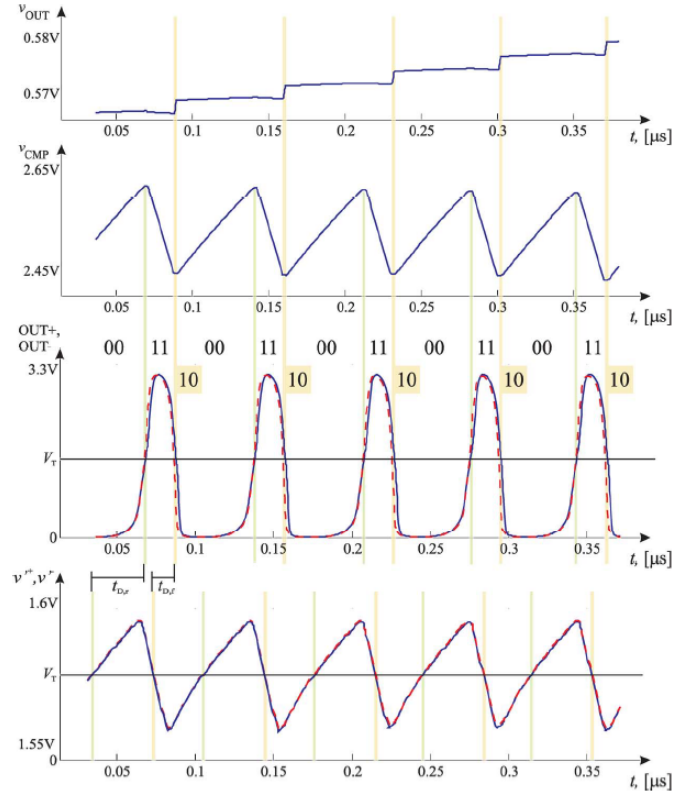 v_OUT
0.58V
0.57V
0.05 0.1 0.15 0.2 0.25 0.3 0.35
t, [μs]
v_CMP
2.65V
2.45V
0.05 0.1 0.15 0.2 0.25 0.3 0.35
t, [μs]
OUT+,
OUT-
00 11 00 11 00 11 00 11 00 11
3.3V
10 10 10 10 10
V_T
0
0.05 0.1 0.15 0.2 0.25 0.3 0.35
t, [μs]
v'+,v'-
t_D,r t_D,f
1.6V
V_T
1.55V
0
0.05 0.1 0.15 0.2 0.25 0.3 0.35
t, [μs]